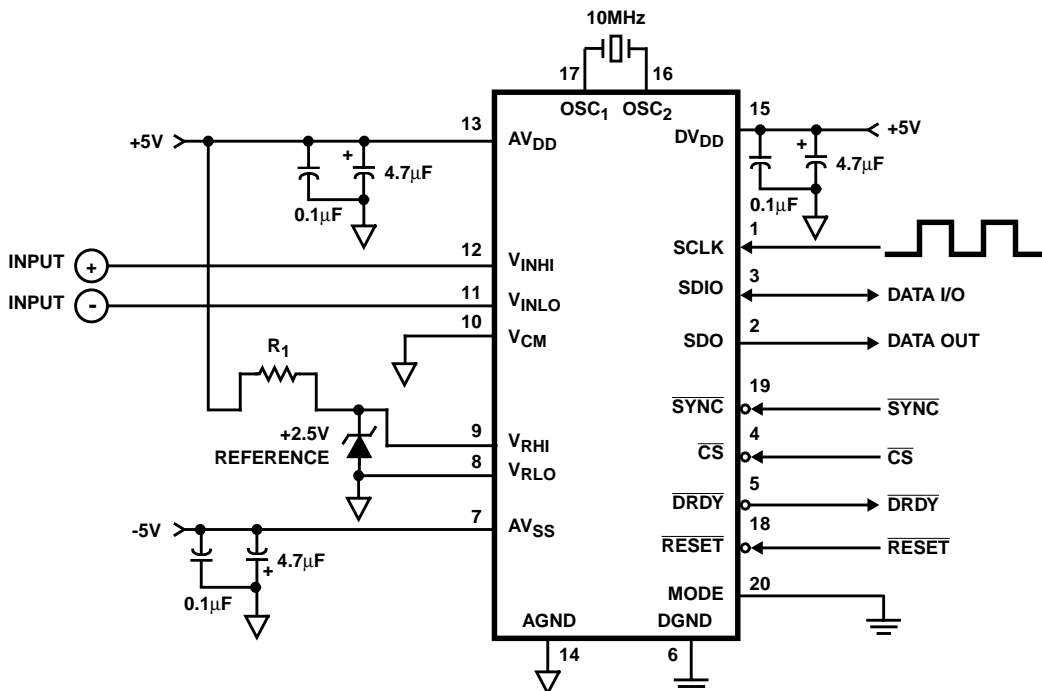 10MHz
17
16
OSC1
OSC2
13
15
+5V
AVDD
DVDD
+5V
+
4.7µF
0.1µF
+
4.7µF
0.1µF
1
SCLK
INPUT
+
12
VINHI
3
SDIO
DATA I/O
INPUT
-
11
VINLO
10
VCM
2
SDO
DATA OUT
R1
19
SYNC
SYNC
+2.5V
REFERENCE
9
VRHI
4
CS
CS
8
VRLO
5
DRDY
DRDY
-5V
7
AVSS
18
RESET
RESET
4.7µF
+
0.1µF
MODE
20
AGND
DGND
14
6